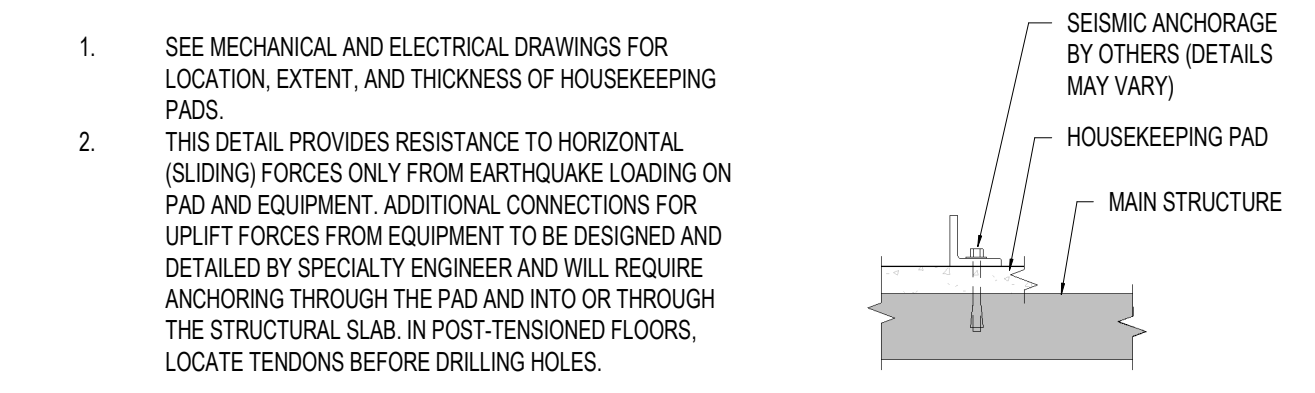 1. SEE MECHANICAL AND ELECTRICAL DRAWINGS FOR
LOCATION, EXTENT, AND THICKNESS OF HOUSEKEEPING
PADS.
2. THIS DETAIL PROVIDES RESISTANCE TO HORIZONTAL
(SLIDING) FORCES ONLY FROM EARTHQUAKE LOADING ON
PAD AND EQUIPMENT. ADDITIONAL CONNECTIONS FOR
UPLIFT FORCES FROM EQUIPMENT TO BE DESIGNED AND
DETAILED BY SPECIALTY ENGINEER AND WILL REQUIRE
ANCHORING THROUGH THE PAD AND INTO OR THROUGH
THE STRUCTURAL SLAB. IN POST-TENSIONED FLOORS,
LOCATE TENDONS BEFORE DRILLING HOLES.
SEISMIC ANCHORAGE
BY OTHERS (DETAILS
MAY VARY)
HOUSEKEEPING PAD
MAIN STRUCTURE